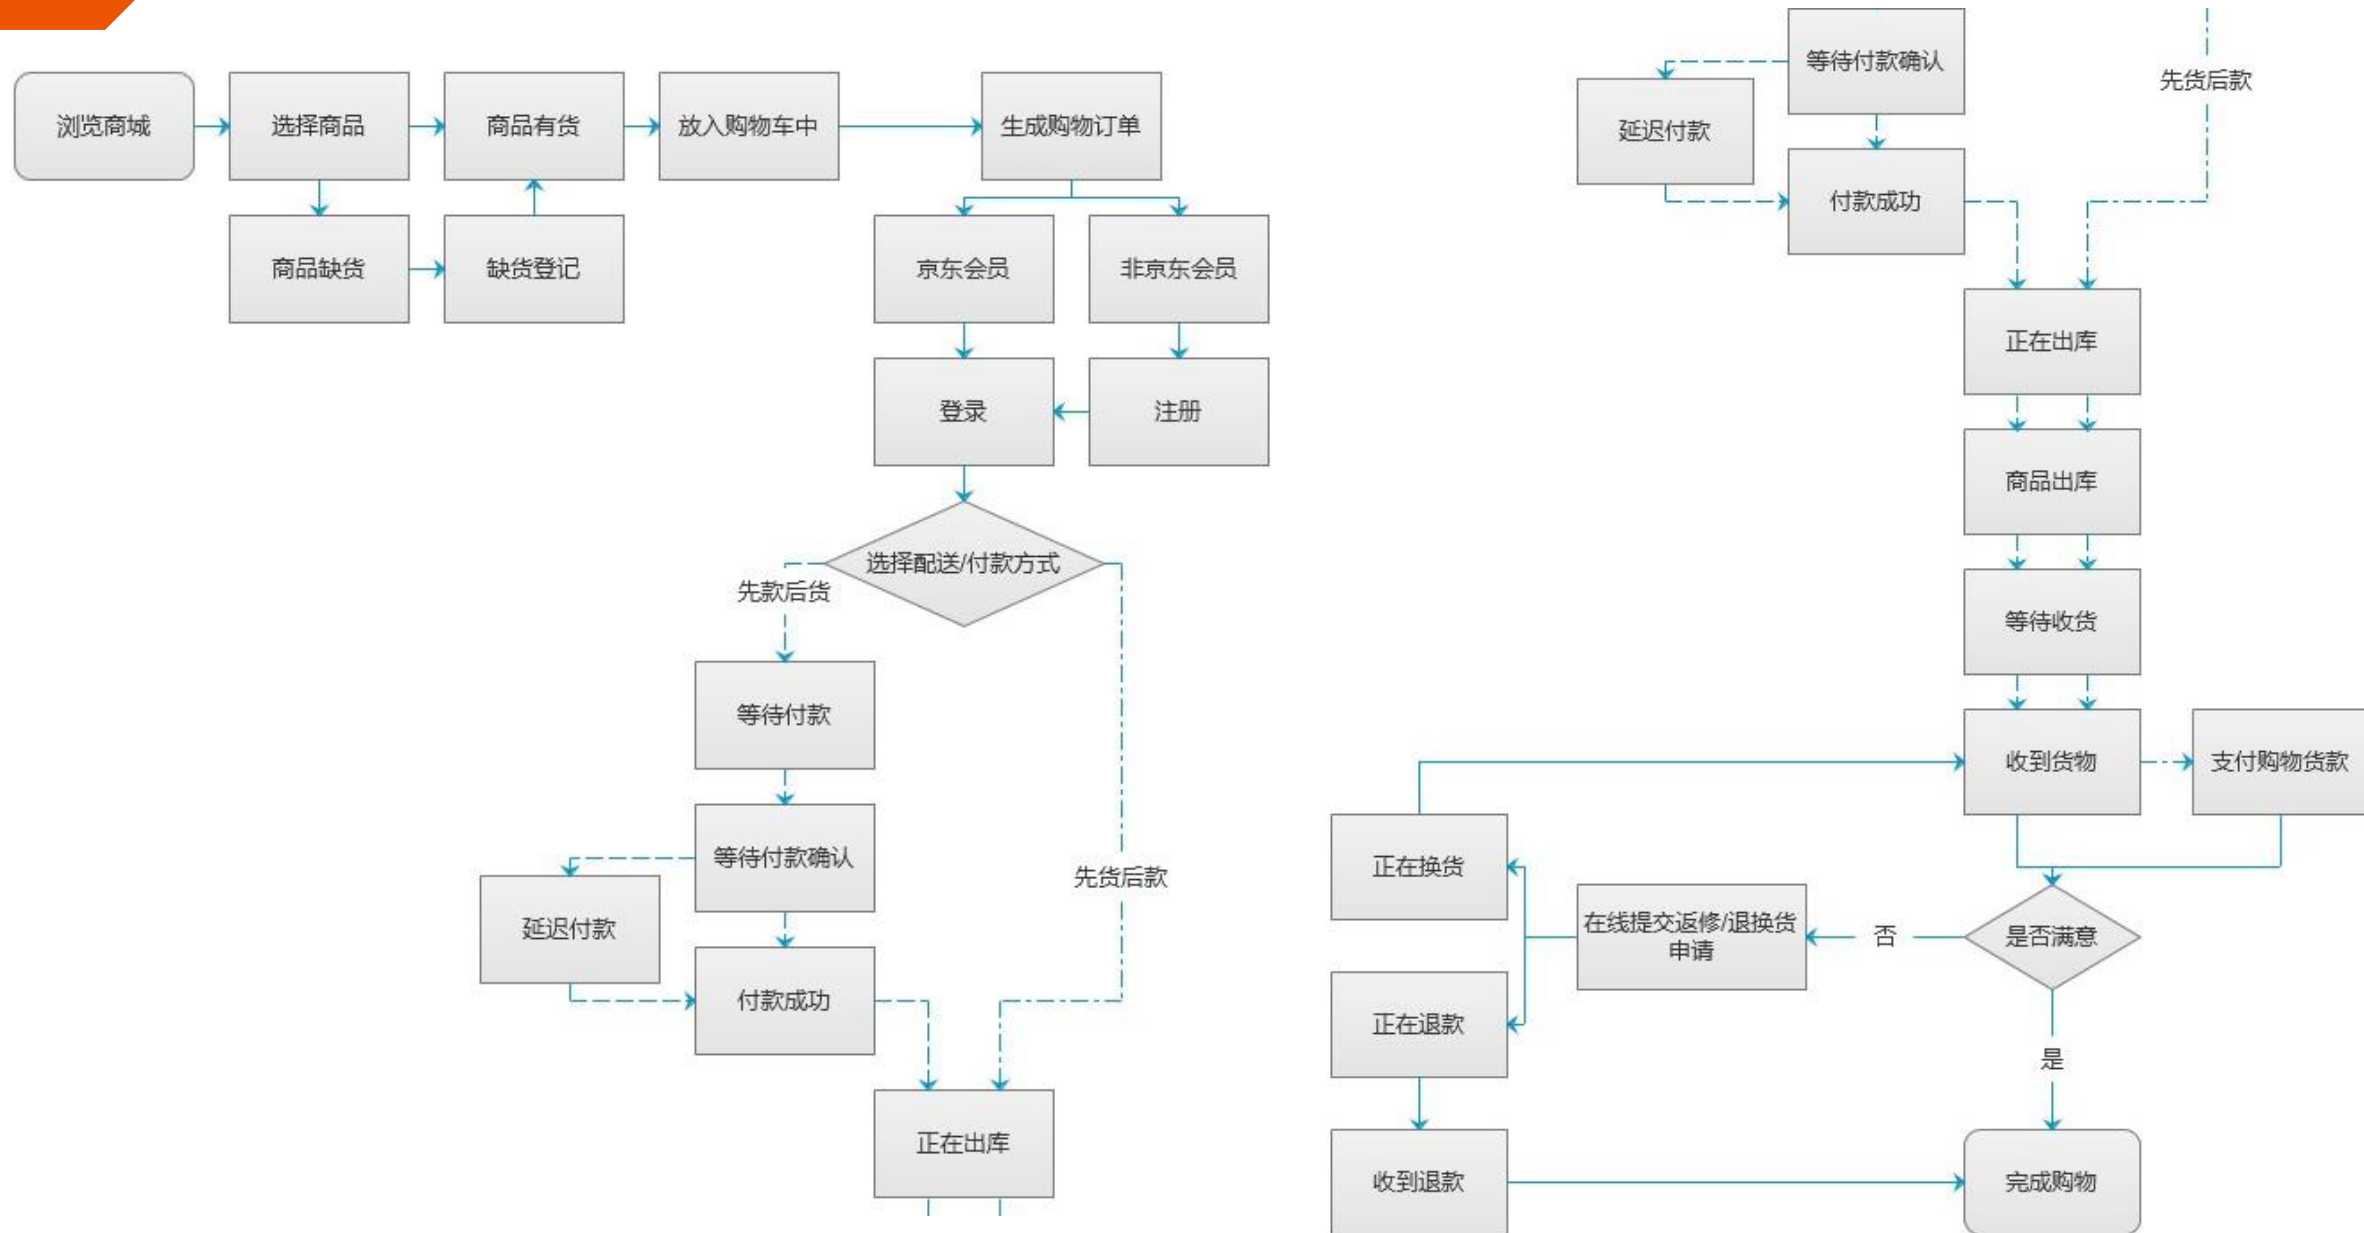 浏览商城
选择商品
商品有货
放入购物车中
生成购物订单
商品缺货
缺货登记
京东会员
非京东会员
登录
注册
选择配送/付款方式
先款后货
等待付款
等待付款确认
先货后款
延迟付款
付款成功
正在出库
等待付款确认
先货后款
延迟付款
付款成功
正在出库
商品出库
等待收货
收到货物
支付购物货款
正在换货
在线提交返修/退换货
申请
否
是否满意
正在退款
是
收到退款
完成购物